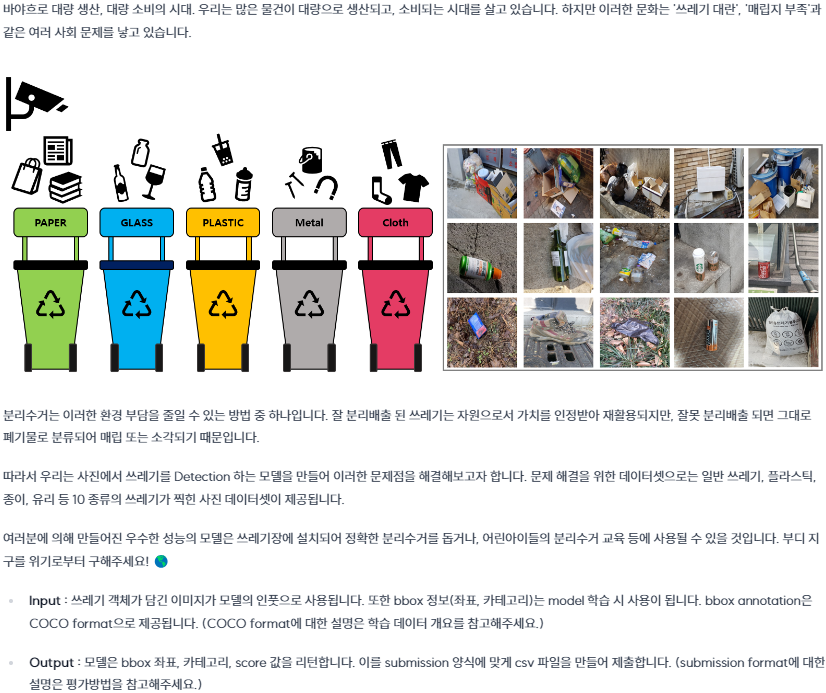 바야흐로 대량 생산, 대량 소비의 시대. 우리는 많은 물건이 대량으로 생산되고, 소비되는 시대를 살고 있습니다. 하지만 이러한 문화는 '쓰레기 대란', '매립지 부족'과
같은 여러 사회 문제를 낳고 있습니다.
PAPER GLASS PLASTIC Metal Cloth
분리수거는 이러한 환경 부담을 줄일 수 있는 방법 중 하나입니다. 잘 분리배출 된 쓰레기는 자원으로서 가치를 인정받아 재활용되지만, 잘못 분리배출 되면 그대로
폐기물로 분류되어 매립 또는 소각되기 때문입니다.
따라서 우리는 사진에서 쓰레기를 Detection 하는 모델을 만들어 이러한 문제점을 해결해보고자 합니다. 문제 해결을 위한 데이터셋으로는 일반 쓰레기, 플라스틱,
종이, 유리 등 10 종류의 쓰레기가 찍힌 사진 데이터셋이 제공됩니다.
여러분에 의해 만들어진 우수한 성능의 모델은 쓰레기장에 설치되어 정확한 분리수거를 돕거나, 어린아이들의 분리수거 교육 등에 사용될 수 있을 것입니다. 부디 지
구를 위기로부터 구해주세요! 🌎
Input : 쓰레기 객체가 담긴 이미지가 모델의 인풋으로 사용됩니다. 또한 bbox 정보(좌표, 카테고리)는 model 학습 시 사용이 됩니다. bbox annotation은
COCO format으로 제공됩니다. (COCO format에 대한 설명은 학습 데이터 개요를 참고해주세요.)
Output : 모델은 bbox 좌표, 카테고리, score 값을 리턴합니다. 이를 submission 양식에 맞게 csv 파일을 만들어 제출합니다. (submission format에 대한
설명은 평가방법을 참고해주세요.)